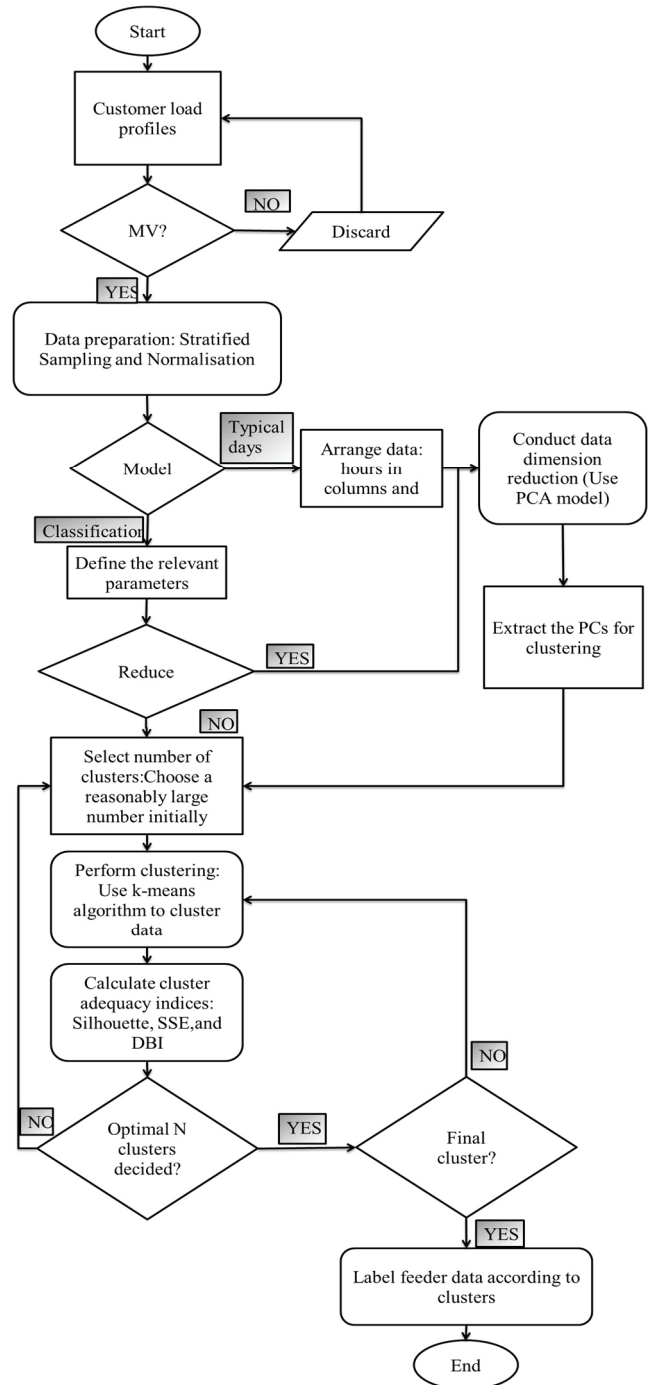 Start
Customer load
profiles
NO
MV?
Discard
YES
Data preparation: Stratified
Sampling and Normalisation
Typical
days
Model
Arrange data:
hours in
columns and
Conduct data
dimension
reduction (Use
PCA model)
Classification
Define the relevant
parameters
Extract the PCs for
clustering
Reduce
YES
NO
Select number of
clusters:Choose a
reasonably large
number initially
Perform clustering:
Use k-means
algorithm to cluster
data
Calculate cluster
adequacy indices:
Silhouette, SSE,and
DBI
NO
NO
Optimal N
clusters
decided?
YES
Final
cluster?
YES
Label feeder data according to
clusters
End